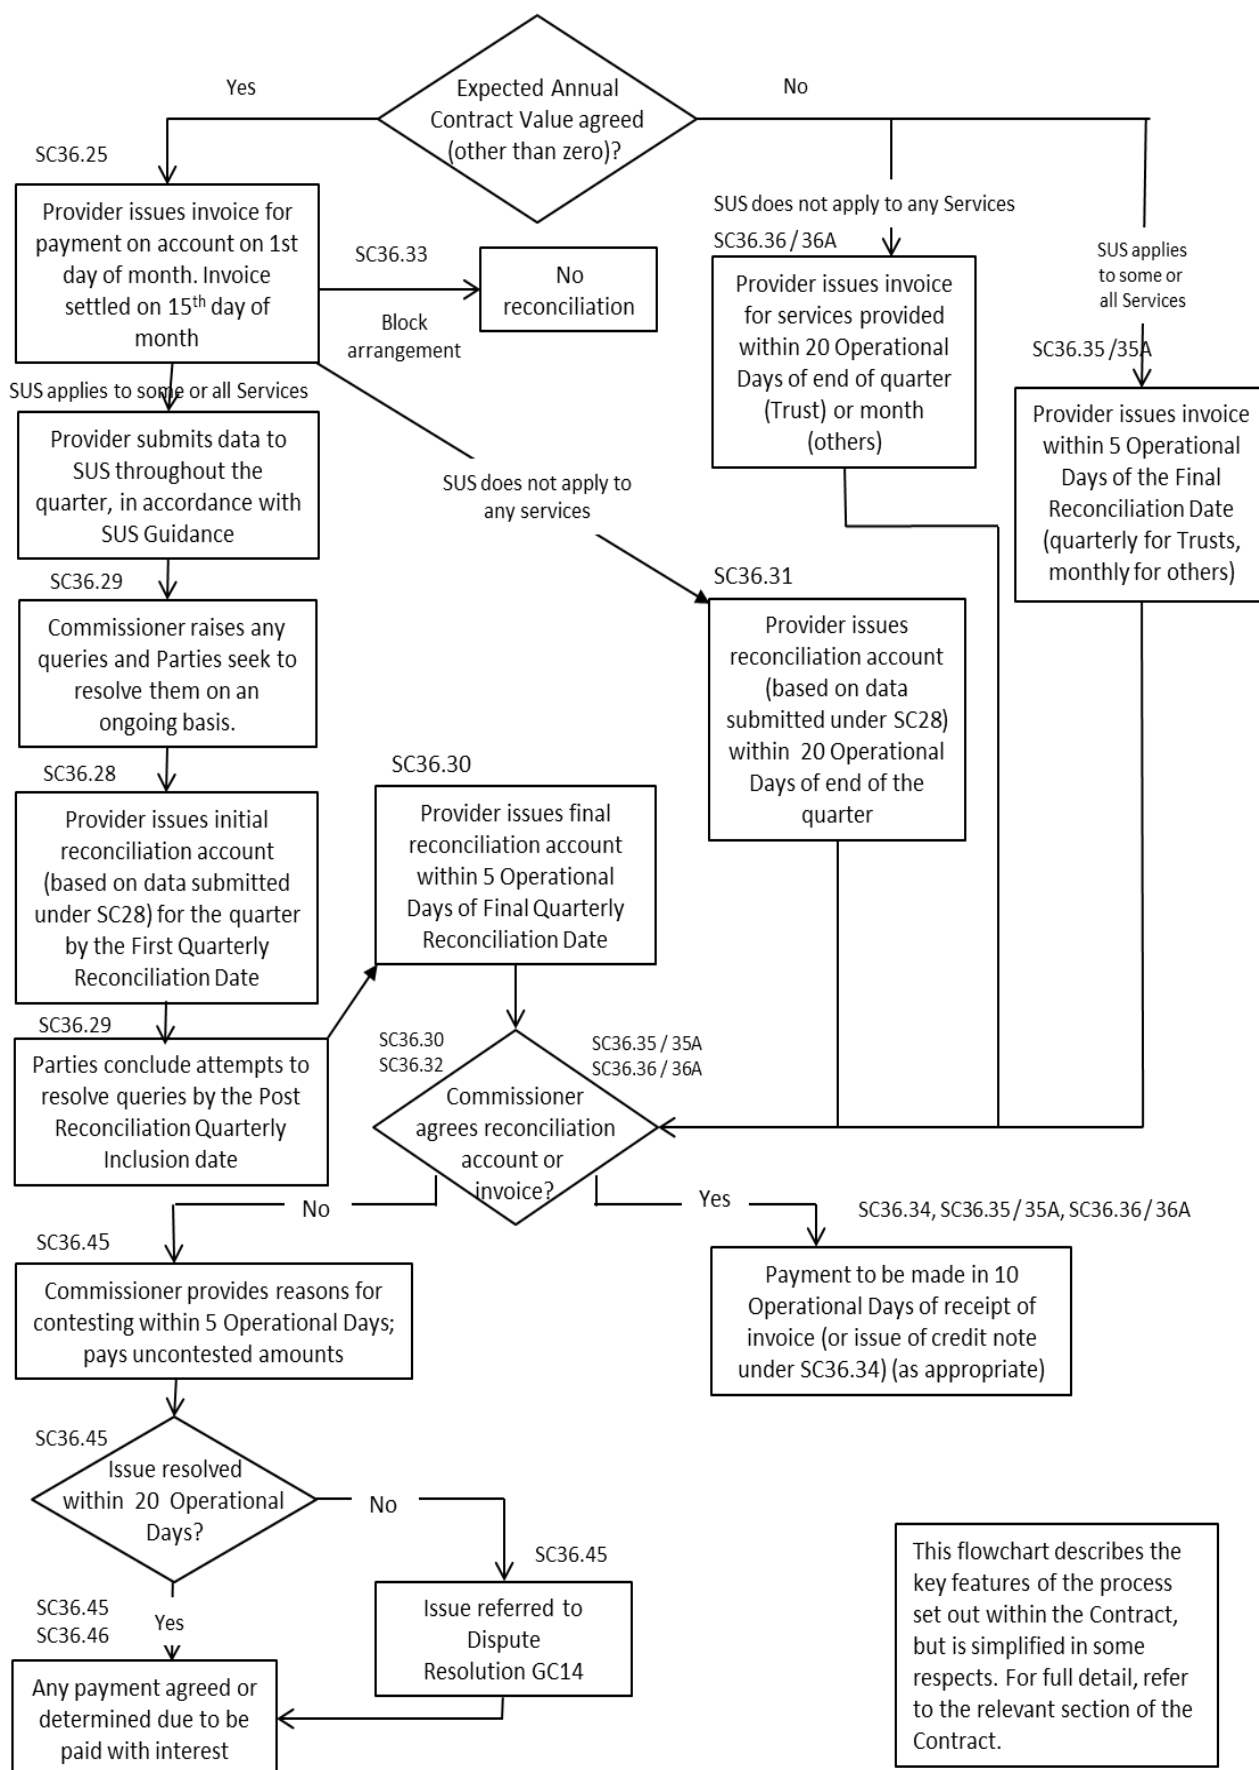 Yes
Expected Annual
Contract Value agreed
(other than zero)?
No
SC36.25
Provider issues invoice for
payment on account on 1st
day of month. Invoice
settled on 15th day of
month
SC36.33
Block
arrangement
No
reconciliation
SUS does not apply to any Services
SC36.36 / 36A
Provider issues invoice
for services provided
within 20 Operational
Days of end of quarter
(Trust) or month
(others)
SUS applies
to some or
all Services
SC36.35 /35A
Provider issues invoice
within 5 Operational
Days of the Final
Reconciliation Date
(quarterly for Trusts,
monthly for others)
SUS applies to some or all Services
Provider submits data to
SUS throughout the
quarter, in accordance with
SUS Guidance
SUS does not apply to
any services
SC36.29
Commissioner raises any
queries and Parties seek to
resolve them on an
ongoing basis.
SC36.31
Provider issues
reconciliation account
(based on data
submitted under SC28)
within 20 Operational
Days of end of the
quarter
SC36.28
Provider issues initial
reconciliation account
(based on data submitted
under SC28) for the quarter
by the First Quarterly
Reconciliation Date
SC36.30
Provider issues final
reconciliation account
within 5 Operational
Days of Final Quarterly
Reconciliation Date
SC36.29
Parties conclude attempts to
resolve queries by the Post
Reconciliation Quarterly
Inclusion date
SC36.30
SC36.32
SC36.35 / 35A
SC36.36 / 36A
Commissioner
agrees reconciliation
account or
invoice?
No
Yes
SC36.34, SC36.35 / 35A, SC36.36 / 36A
SC36.45
Commissioner provides reasons for
contesting within 5 Operational Days;
pays uncontested amounts
Payment to be made in 10
Operational Days of receipt of
invoice (or issue of credit note
under SC36.34) (as appropriate)
SC36.45
Issue resolved
within 20 Operational
Days?
No
SC36.45
Issue referred to
Dispute
Resolution GC14
SC36.45
SC36.46
Yes
Any payment agreed or
determined due to be
paid with interest
This flowchart describes the
key features of the process
set out within the Contract,
but is simplified in some
respects. For full detail, refer
to the relevant section of the
Contract.